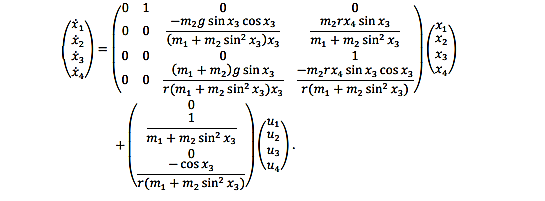 (ẋ₁ ẋ₂ ẋ₃ ẋ₄) = (0 1 0 0
0 0 −m₂g sin x₃ cos x₃ / (m₁ + m₂ sin² x₃)x₃ m₂rx₄ sin x₃ / m₁ + m₂ sin² x₃
0 0 0 1
0 0 (m₁ + m₂)g sin x₃ / r(m₁ + m₂ sin² x₃)x₃ −m₂rx₄ sin x₃ cos x₃ / r(m₁ + m₂ sin² x₃)) (x₁ x₂ x₃ x₄)
+ (0
1 / m₁ + m₂ sin² x₃
0
− cos x₃ / r(m₁ + m₂ sin² x₃)) (u₁ u₂ u₃ u₄) .